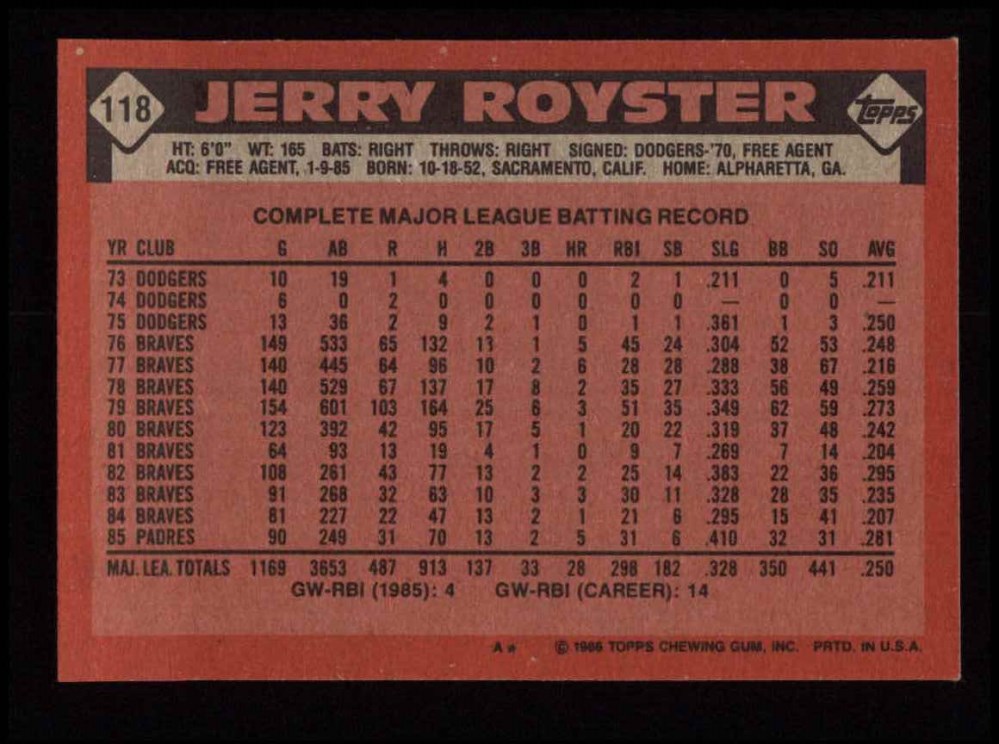 118 JERRY ROYSTER topps
HT: 6'0" WT: 165 BATS: RIGHT THROWS: RIGHT SIGNED: DODGERS-'70, FREE AGENT
ACQ: FREE AGENT, 1-9-85 BORN: 10-18-52, SACRAMENTO, CALIF. HOME: ALPHARETTA, GA.
COMPLETE MAJOR LEAGUE BATTING RECORD
YR CLUB G AB R H 2B 3B HR RBI SB SLG BB SO AVG
73 DODGERS 10 19 1 4 0 0 0 2 1 .211 0 5 .211
74 DODGERS 6 0 2 0 0 0 0 0 0 — 0 0 —
75 DODGERS 13 36 2 9 2 1 0 1 1 .361 1 3 .250
76 BRAVES 149 533 65 132 13 1 5 45 24 .304 52 53 .248
77 BRAVES 140 445 64 96 10 2 6 28 28 .288 38 67 .216
78 BRAVES 140 529 67 137 17 8 2 35 27 .333 56 49 .259
79 BRAVES 154 601 103 164 25 6 3 51 35 .349 62 59 .273
80 BRAVES 123 392 42 95 17 5 1 20 22 .319 37 48 .242
81 BRAVES 64 93 13 19 4 1 0 9 7 .269 7 14 .204
82 BRAVES 108 261 43 77 13 2 2 25 14 .383 22 36 .295
83 BRAVES 91 268 32 63 10 3 3 30 11 .328 28 35 .235
84 BRAVES 81 227 22 47 13 2 1 21 6 .295 15 41 .207
85 PADRES 90 249 31 70 13 2 5 31 6 .410 32 31 .281
MAJ. LEA. TOTALS 1169 3653 487 913 137 33 28 298 182 .328 350 441 .250
GW-RBI (1985): 4 GW-RBI (CAREER): 14
A* © 1986 TOPPS CHEWING GUM, INC. PRTD. IN U.S.A.